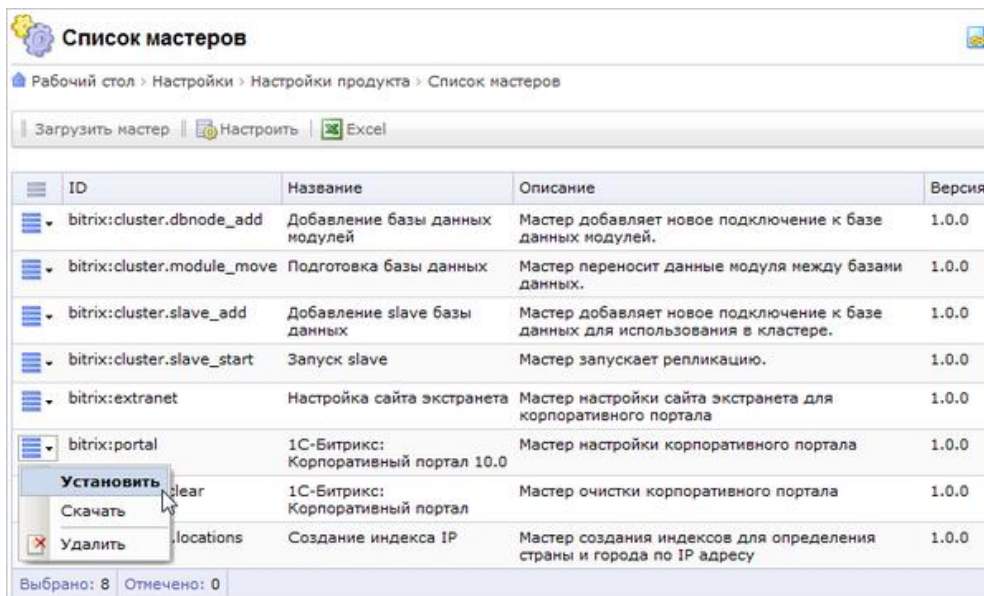 Список мастеров
Рабочий стол › Настройки › Настройки продукта › Список мастеров
Загрузить мастер Настроить Excel
ID Название Описание Версия
bitrix:cluster.dbnode_add Добавление базы данных Мастер добавляет новое подключение к базе 1.0.0
модулей данных модулей.
bitrix:cluster.module_move Подготовка базы данных Мастер переносит данные модуля между базами 1.0.0
данных.
bitrix:cluster.slave_add Добавление slave базы Мастер добавляет новое подключение к базе 1.0.0
данных данных для использования в кластере.
bitrix:cluster.slave_start Запуск slave Мастер запускает репликацию. 1.0.0
bitrix:extranet Настройка сайта экстранета Мастер настройки сайта экстранета для 1.0.0
корпоративного портала
bitrix:portal 1С-Битрикс: Мастер настройки корпоративного портала 1.0.0
Корпоративный портал 10.0
Установить
clear 1С-Битрикс: Мастер очистки корпоративного портала 1.0.0
Скачать Корпоративный портал
Удалить .locations Создание индекса IP Мастер создания индексов для определения 1.0.0
страны и города по IP адресу
Выбрано: 8 Отмечено: 0